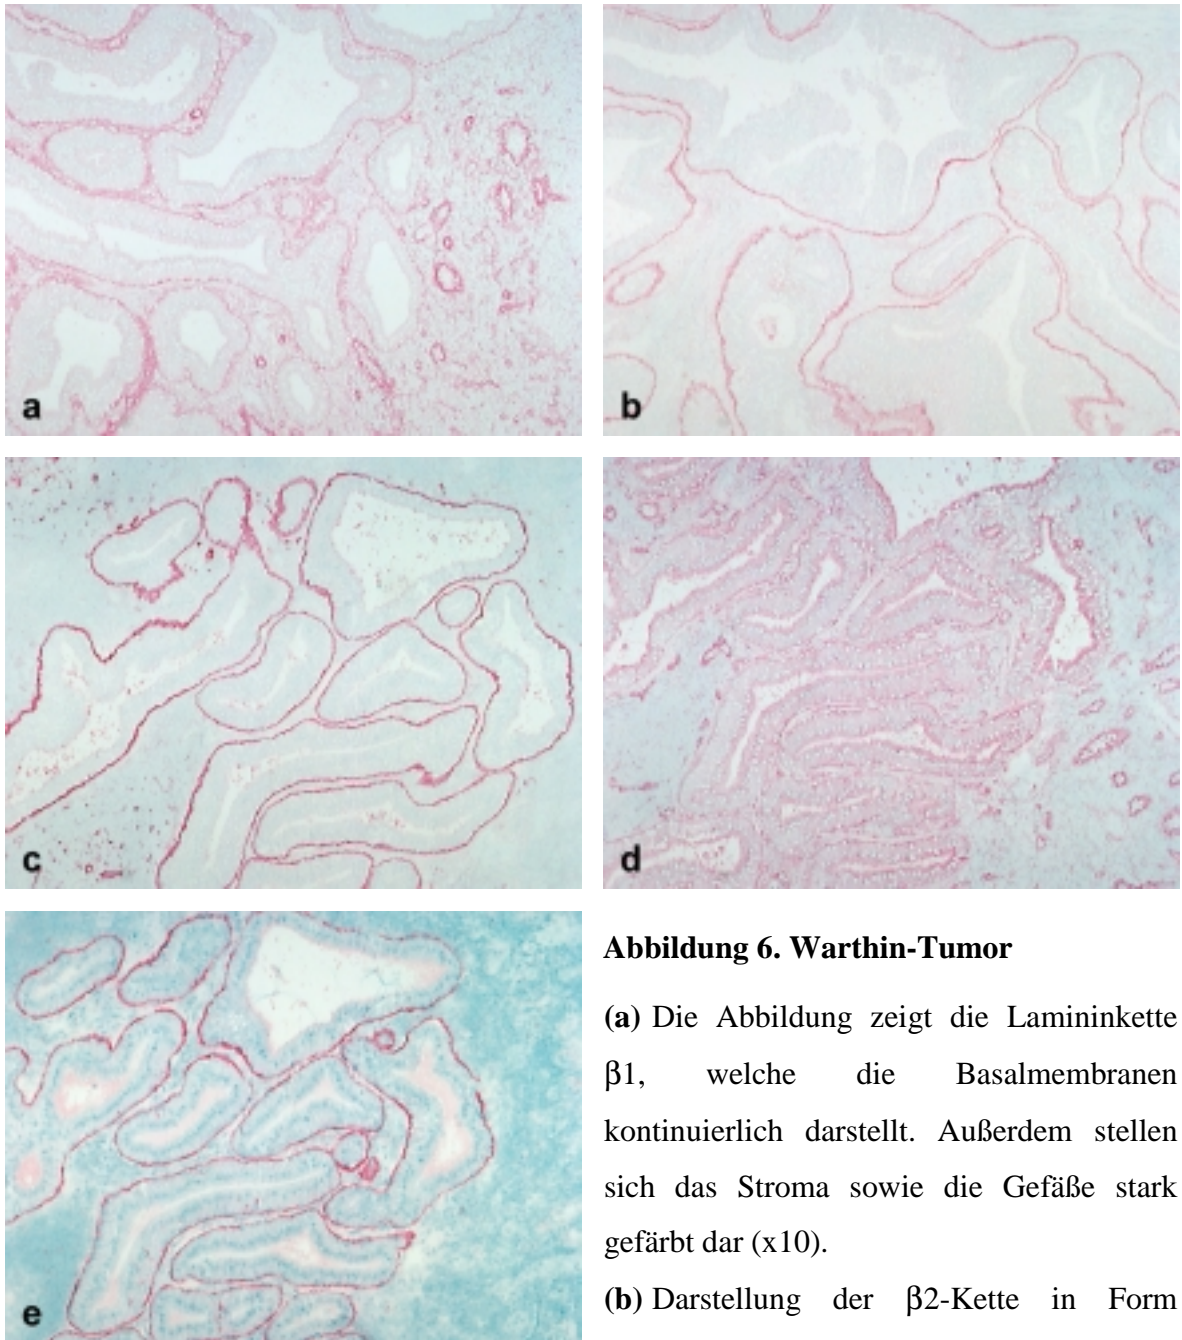 a
b
c
d
e
Abbildung 6. Warthin-Tumor
(a) Die Abbildung zeigt die Lamininkette
β1, welche die Basalmembranen
kontinuierlich darstellt. Außerdem stellen
sich das Stroma sowie die Gefäße stark
gefärbt dar (x10).
(b) Darstellung der β2-Kette in Form